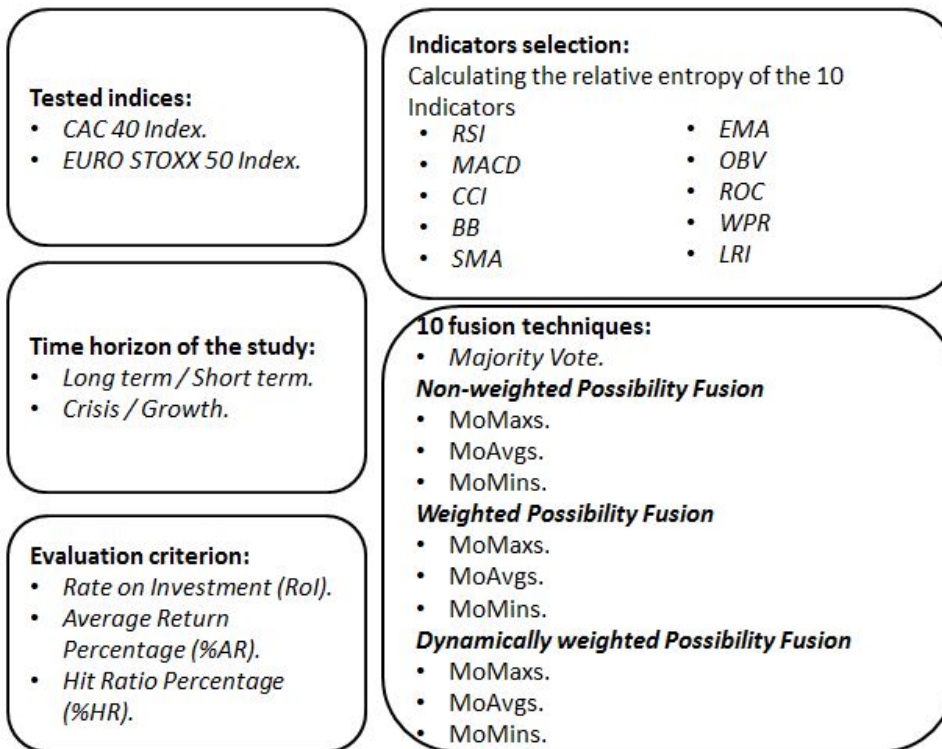 Tested indices:
• CAC 40 Index.
• EURO STOXX 50 Index.
Indicators selection:
Calculating the relative entropy of the 10
Indicators
• RSI
• MACD
• CCI
• BB
• SMA
• EMA
• OBV
• ROC
• WPR
• LRI
Time horizon of the study:
• Long term / Short term.
• Crisis / Growth.
10 fusion techniques:
• Majority Vote.
Non-weighted Possibility Fusion
• MoMaxs.
• MoAvgs.
• MoMins.
Weighted Possibility Fusion
• MoMaxs.
• MoAvgs.
• MoMins.
Dynamically weighted Possibility Fusion
• MoMaxs.
• MoAvgs.
• MoMins.
Evaluation criterion:
• Rate on Investment (RoI).
• Average Return
Percentage (%AR).
• Hit Ratio Percentage
(%HR).